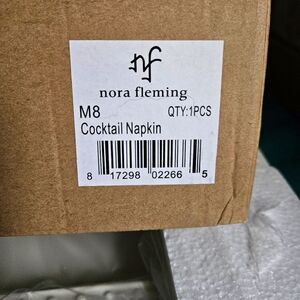 nf
nora fleming
M8 QTY:1PCS
Cocktail Napkin
8 17298 02266 5